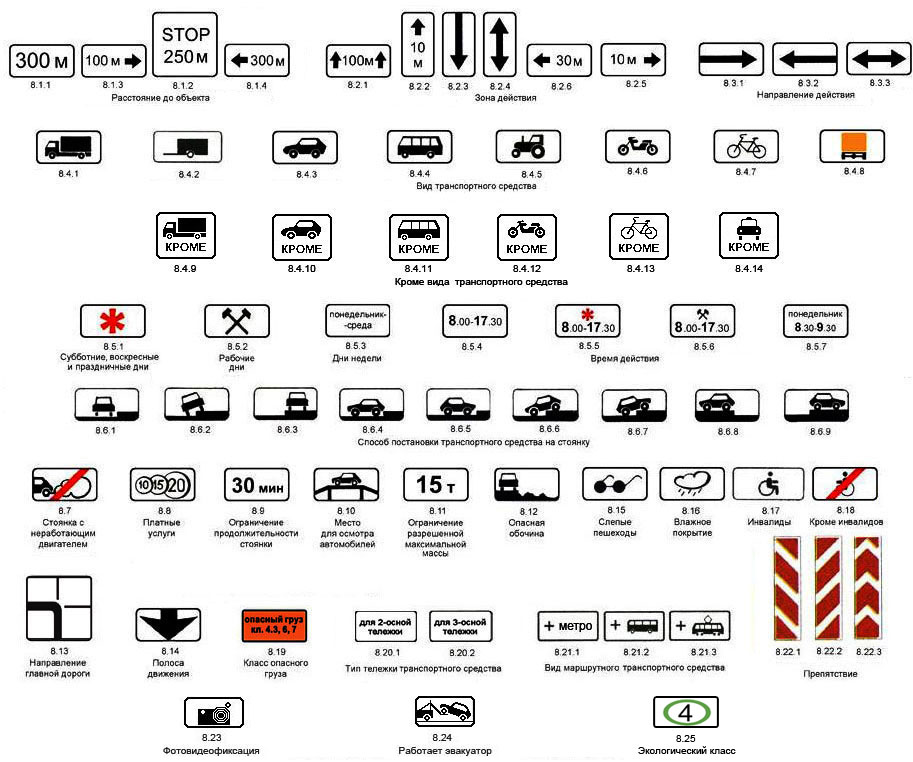 300 м
100 м
STOP
250 м
300 м
100м
10
м
30 м
10 м
8.1.1
8.1.3
8.1.2
8.1.4
8.2.1
8.2.2
8.2.3
8.2.4
8.2.6
8.2.5
8.3.1
8.3.2
8.3.3
Расстояние до объекта
Зона действия
Направление действия
8.4.1
8.4.2
8.4.3
8.4.4
8.4.5
8.4.6
8.4.7
8.4.8
Вид транспортного средства
КРОМЕ
КРОМЕ
КРОМЕ
КРОМЕ
КРОМЕ
КРОМЕ
8.4.9
8.4.10
8.4.11
8.4.12
8.4.13
8.4.14
Кроме вида транспортного средства
понедельник-
-среда
8.00-17.30
8.00-17.30
8.00-17.30
понедельник
8.30-9.30
8.5.1
8.5.2
8.5.3
8.5.4
8.5.5
8.5.6
8.5.7
Субботние, воскресные
и праздничные дни
Рабочие
дни
Дни недели
Время действия
8.6.1
8.6.2
8.6.3
8.6.4
8.6.5
8.6.6
8.6.7
8.6.8
8.6.9
Способ постановки транспортного средства на стоянку
10 15 20
30 мин
15 т
8.7
8.8
8.9
8.10
8.11
8.12
8.15
8.16
8.17
8.18
Стоянка с
неработающим
двигателем
Платные
услуги
Ограничение
продолжительности
стоянки
Место
для осмотра
автомобилей
Ограничение
разрешенной
максимальной
массы
Опасная
обочина
Слепые
пешеходы
Влажное
покрытие
Инвалиды
Кроме инвалидов
опасный груз
кл. 4.3, 6, 7
для 2-осной
тележки
для 3-осной
тележки
+ метро
+
+
8.13
8.14
8.19
8.20.1
8.20.2
8.21.1
8.21.2
8.21.3
8.22.1
8.22.2
8.22.3
Направление
главной дороги
Полоса
движения
Класс опасного
груза
Тип тележки транспортного средства
Вид маршрутного транспортного средства
Препятствие
4
8.23
8.24
8.25
Фотовидеофиксация
Работает эвакуатор
Экологический класс